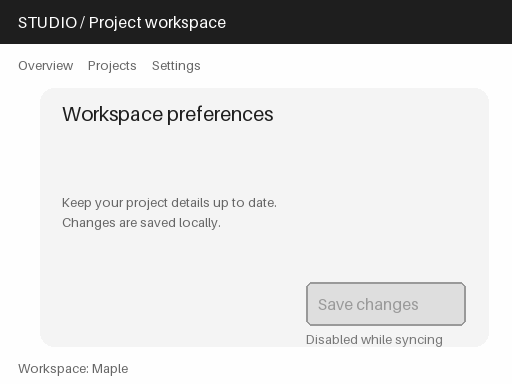 STUDIO / Project workspace
Overview Projects Settings
Workspace preferences
Keep your project details up to date.
Changes are saved locally.
Save changes
Disabled while syncing
Workspace: Maple